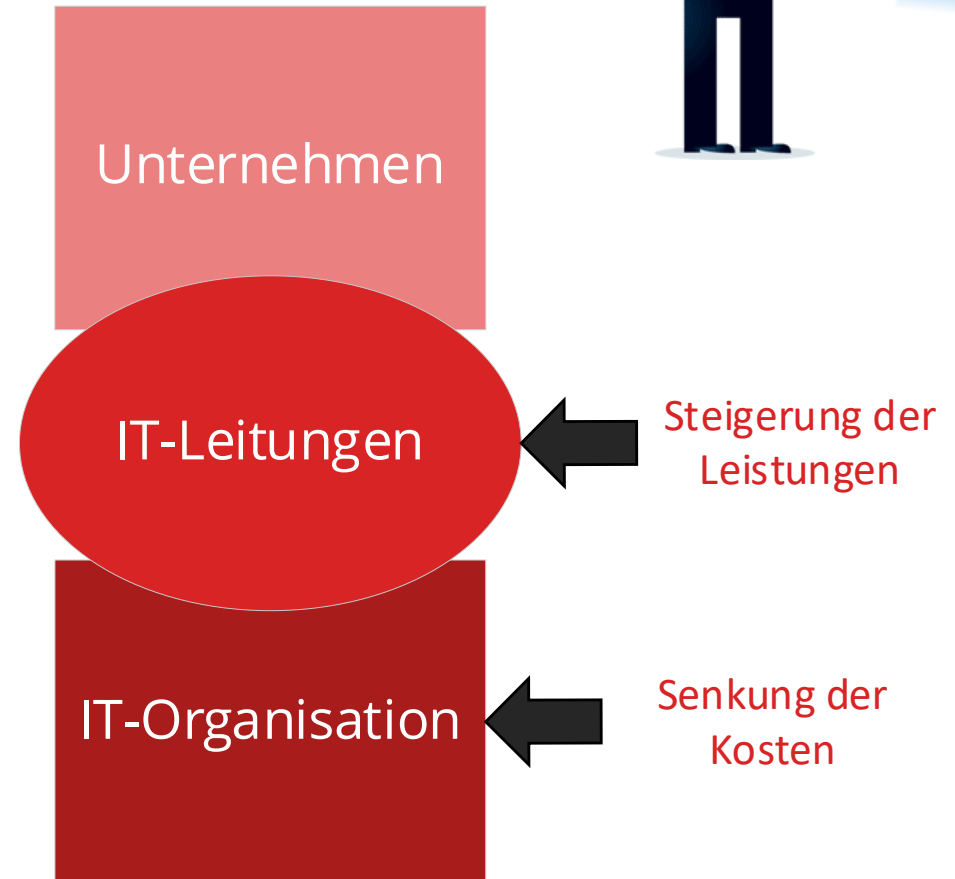 Unternehmen
IT-Leitungen
Steigerung der
Leistungen
IT-Organisation
Senkung der
Kosten